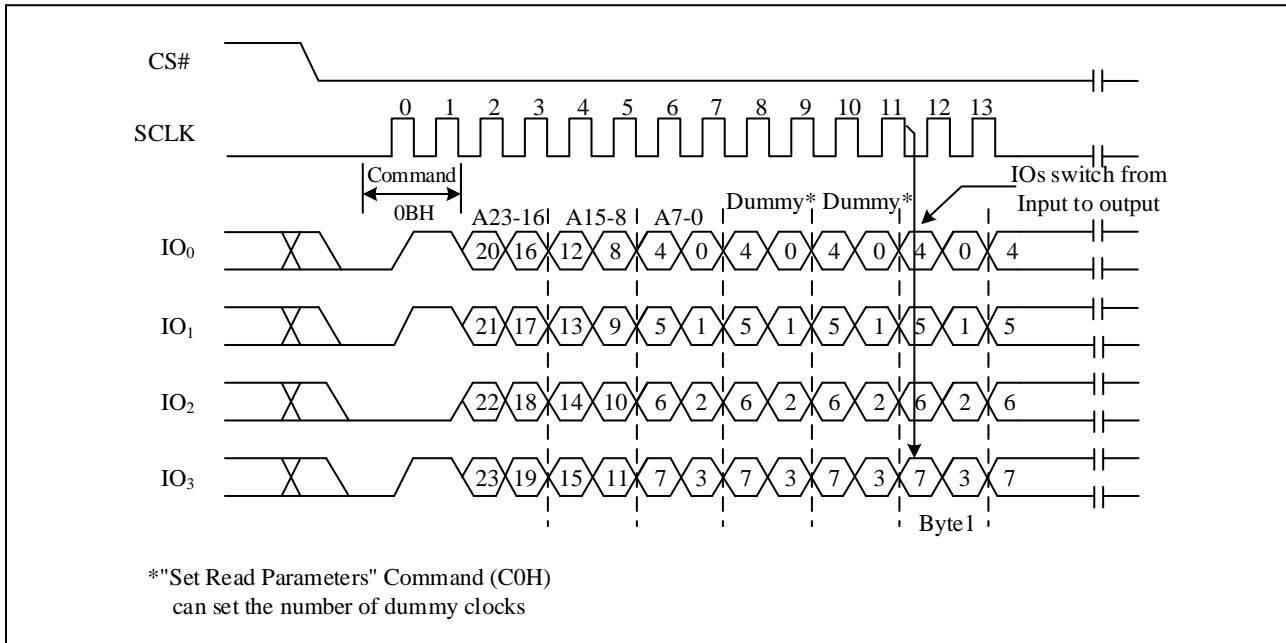 CS#
0 1 2 3 4 5 6 7 8 9 10 11 12 13
SCLK
Command
0BH
IOs switch from
Input to output
Dummy* Dummy*
A23-16 A15-8 A7-0
IO0 20 16 12 8 4 0 4 0 4 0 4 0 4
IO1 21 17 13 9 5 1 5 1 5 1 5 1 5
IO2 22 18 14 10 6 2 6 2 6 2 6 2 6
IO3 23 19 15 11 7 3 7 3 7 3 7 3 7
Byte1
*"Set Read Parameters" Command (C0H)
can set the number of dummy clocks